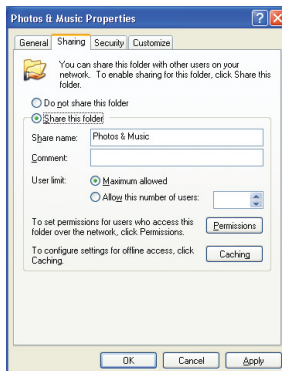 Photos & Music Properties
General Sharing Security Customize
You can share this folder with other users on your
network. To enable sharing for this folder, click Share this
folder.
Do not share this folder
Share this folder
Share name: Photos & Music
Comment:
User limit: Maximum allowed
Allow this number of users:
To set permissions for users who access this
folder over the network, click Permissions.
Permissions
To configure settings for offline access, click
Caching.
Caching
OK Cancel Apply